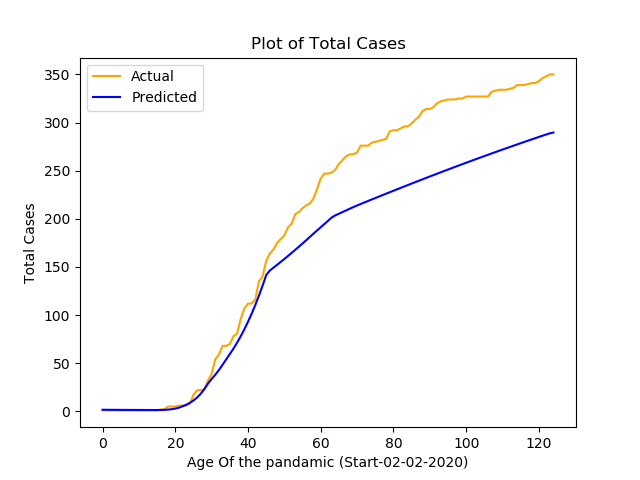 Plot of Total Cases
Actual
Predicted
350
300
250
200
150
100
50
0
Total Cases
0 20 40 60 80 100 120
Age Of the pandamic (Start-02-02-2020)